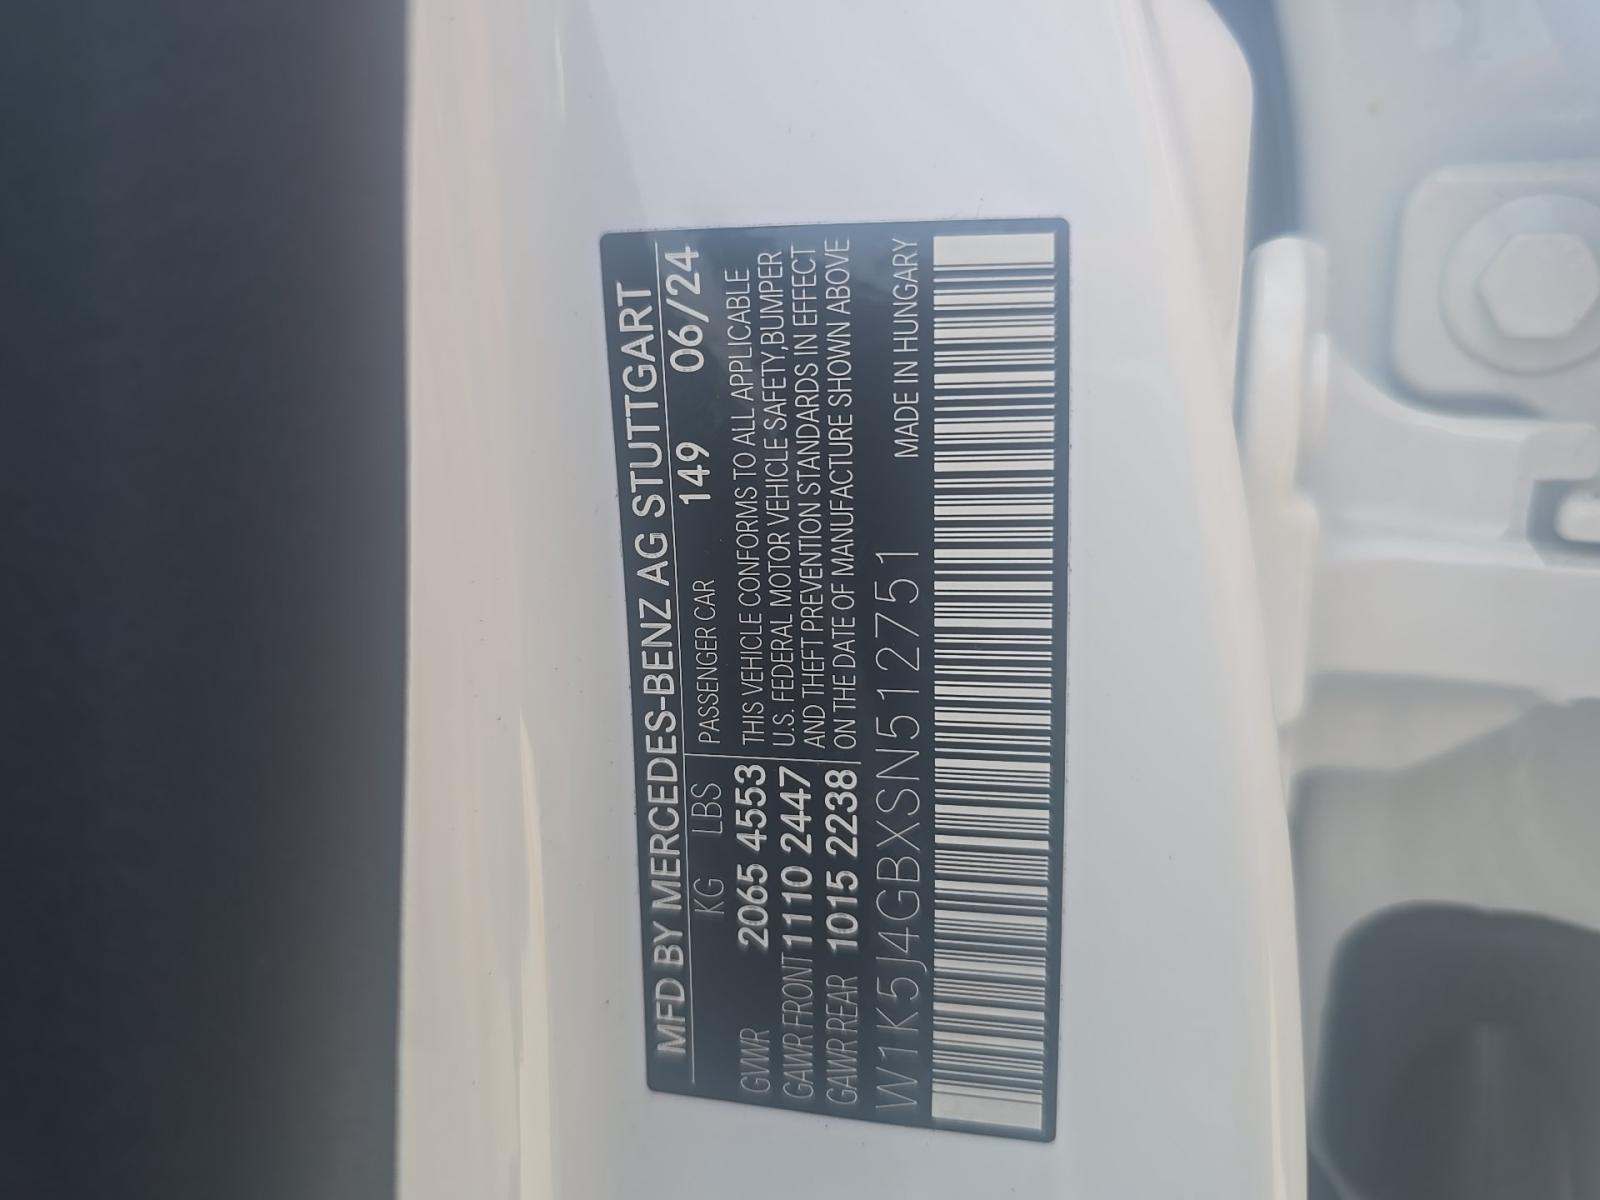 MFD BY MERCEDES-BENZ AG STUTTGART
KG LBS PASSENGER CAR 149 06/24
GVWR 2065 4553 THIS VEHICLE CONFORMS TO ALL APPLICABLE
GAWR FRONT 1110 2447 U.S. FEDERAL MOTOR VEHICLE SAFETY,BUMPER
AND THEFT PREVENTION STANDARDS IN EFFECT
GAWR REAR 1015 2238 ON THE DATE OF MANUFACTURE SHOWN ABOVE
W1K5J4GBXSN512751 MADE IN HUNGARY